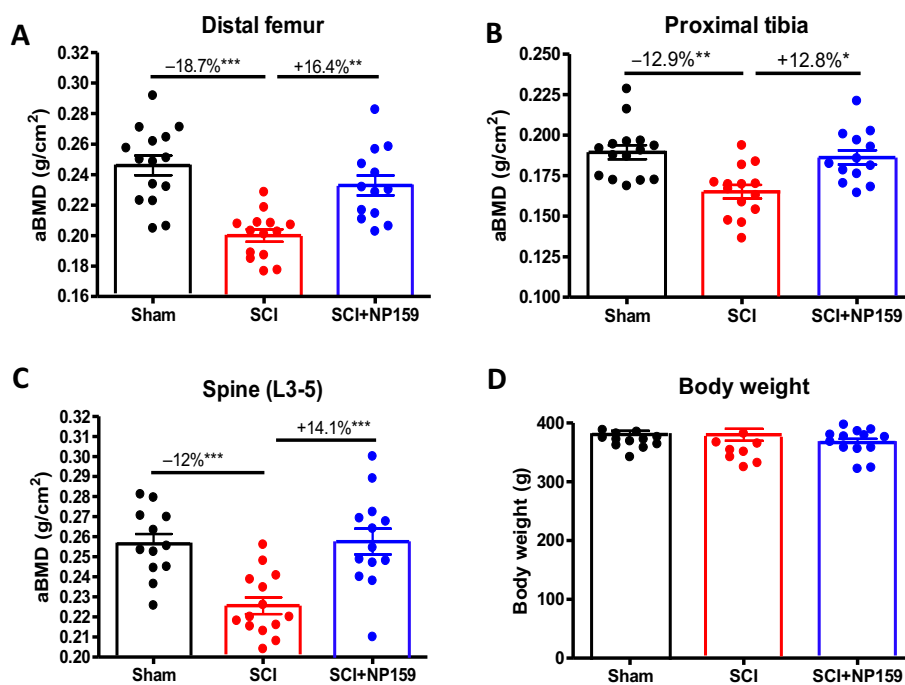 A
Distal femur
–18.7%***
+16.4%**
aBMD (g/cm2)
0.32
0.30
0.28
0.26
0.24
0.22
0.20
0.18
0.16
Sham
SCI
SCI+NP159
B
Proximal tibia
–12.9%**
+12.8%*
aBMD (g/cm2)
0.250
0.225
0.200
0.175
0.150
0.125
0.100
Sham
SCI
SCI+NP159
C
Spine (L3-5)
–12%***
+14.1%***
aBMD (g/cm2)
0.32
0.31
0.30
0.29
0.28
0.27
0.26
0.25
0.24
0.23
0.22
0.21
0.20
Sham
SCI
SCI+NP159
D
Body weight
Body weight (g)
400
300
200
100
0
Sham
SCI
SCI+NP159